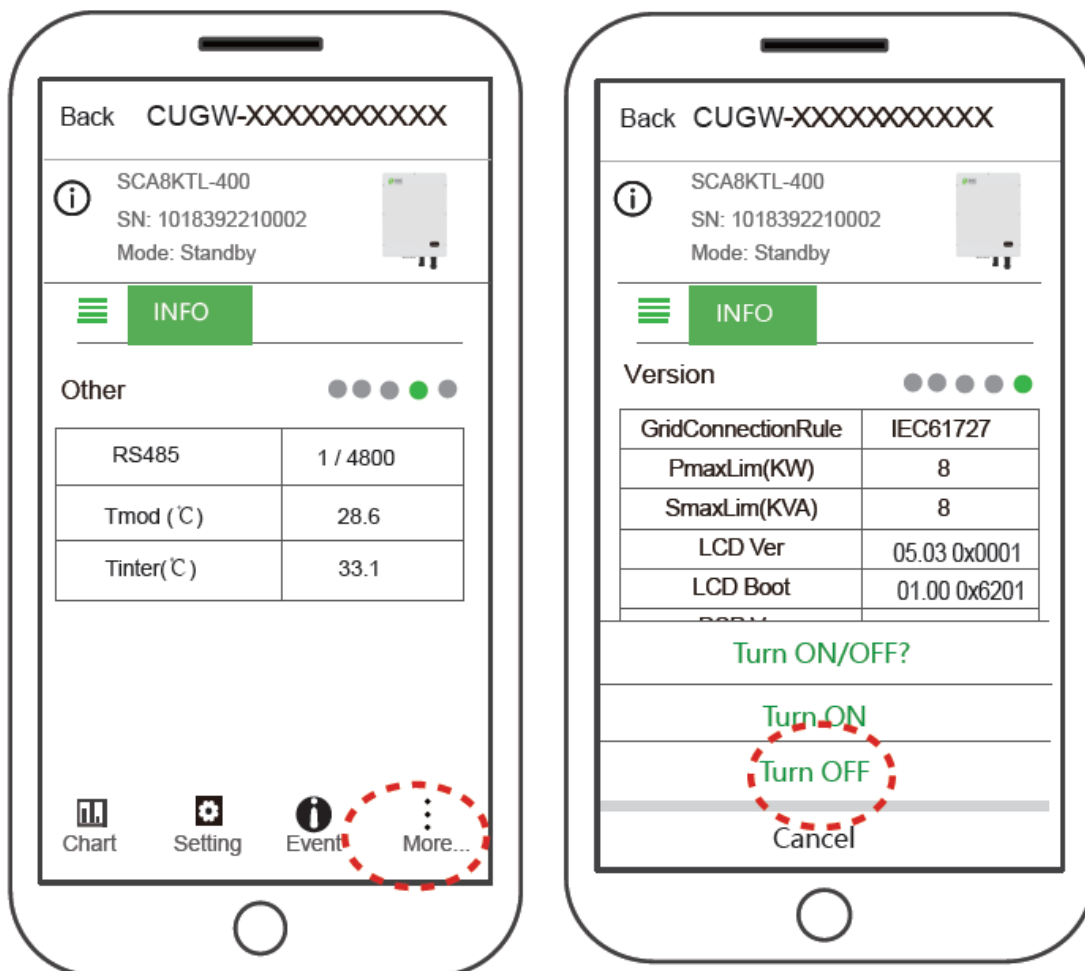 Back CUGW-XXXXXXXXXXX
SCA8KTL-400
SN: 1018392210002
Mode: Standby
INFO
Other
RS485 1 / 4800
Tmod (℃) 28.6
Tinter(℃) 33.1
Chart Setting Event More...
Back CUGW-XXXXXXXXXXX
SCA8KTL-400
SN: 1018392210002
Mode: Standby
INFO
Version
GridConnectionRule IEC61727
PmaxLim(KW) 8
SmaxLim(KVA) 8
LCD Ver 05.03 0x0001
LCD Boot 01.00 0x6201
Turn ON/OFF?
Turn ON
Turn OFF
Cancel